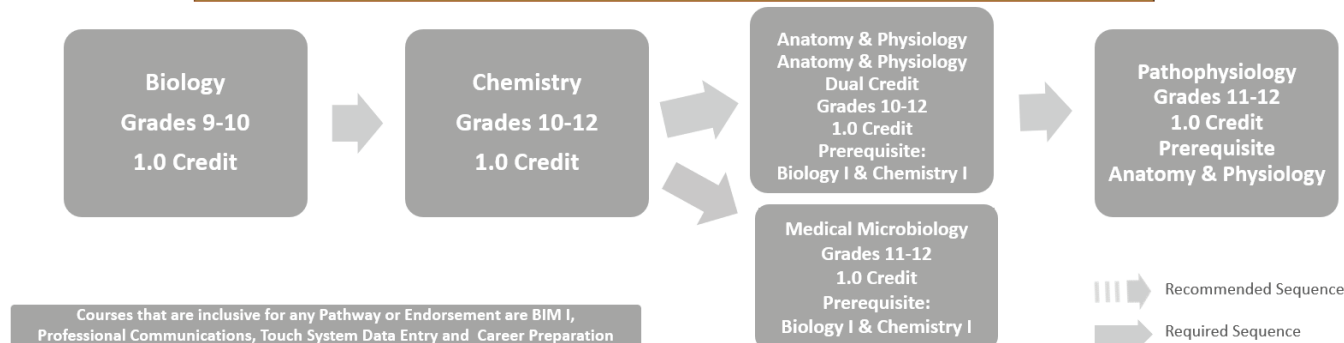 Biology
Grades 9-10
1.0 Credit
Chemistry
Grades 10-12
1.0 Credit
Anatomy & Physiology
Anatomy & Physiology
Dual Credit
Grades 10-12
1.0 Credit
Prerequisite:
Biology I & Chemistry I
Pathophysiology
Grades 11-12
1.0 Credit
Prerequisite
Anatomy & Physiology
Medical Microbiology
Grades 11-12
1.0 Credit
Prerequisite:
Biology I & Chemistry I
Courses that are inclusive for any Pathway or Endorsement are BIM I,
Professional Communications, Touch System Data Entry and Career Preparation
Recommended Sequence
Required Sequence